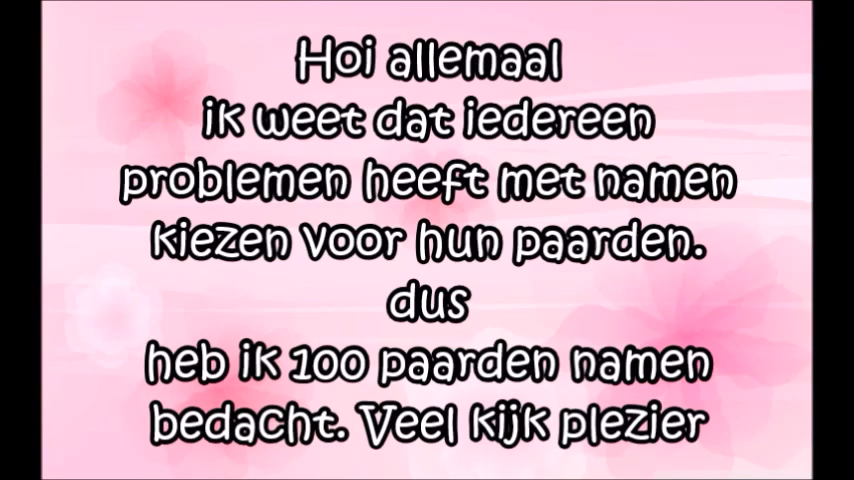 Hoi allemaal
ik weet dat iedereen
problemen heeft met namen
kiezen voor hun paarden.
dus
heb ik 100 paarden namen
bedacht. Veel kijk plezier